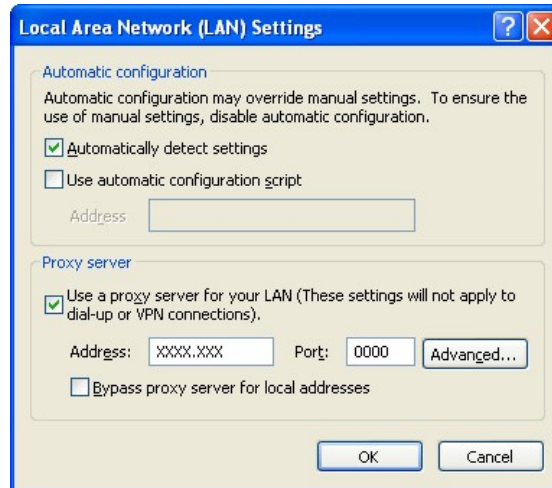 Local Area Network (LAN) Settings
Automatic configuration
Automatic configuration may override manual settings. To ensure the
use of manual settings, disable automatic configuration.
Automatically detect settings
Use automatic configuration script
Address
Proxy server
Use a proxy server for your LAN (These settings will not apply to
dial-up or VPN connections).
Address: XXXX.XXX Port: 0000 Advanced...
Bypass proxy server for local addresses
OK Cancel